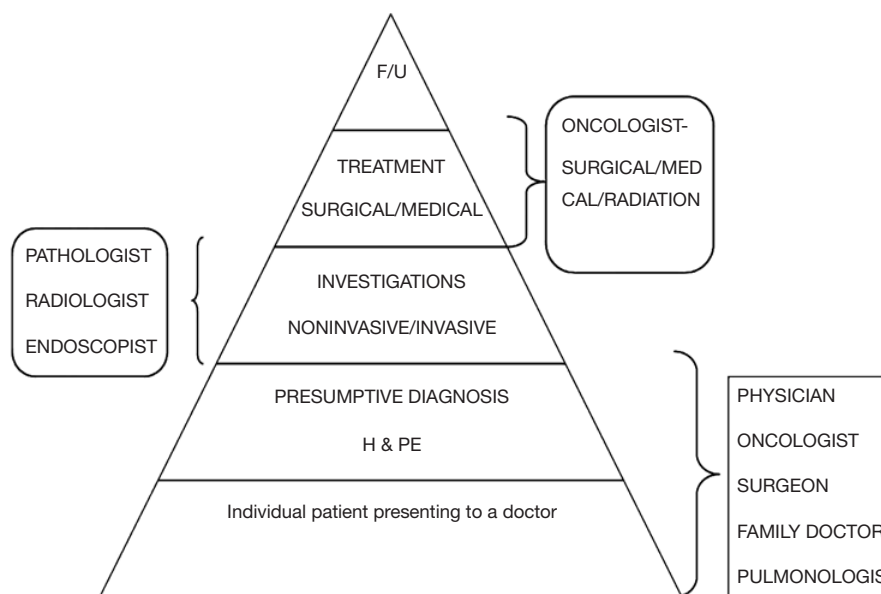 F/U
TREATMENT
SURGICAL/MEDICAL
ONCOLOGIST-
SURGICAL/MED
CAL/RADIATION
PATHOLOGIST
RADIOLOGIST
ENDOSCOPIST
INVESTIGATIONS
NONINVASIVE/INVASIVE
PRESUMPTIVE DIAGNOSIS
H & PE
Individual patient presenting to a doctor
PHYSICIAN
ONCOLOGIST
SURGEON
FAMILY DOCTOR
PULMONOLOGIS